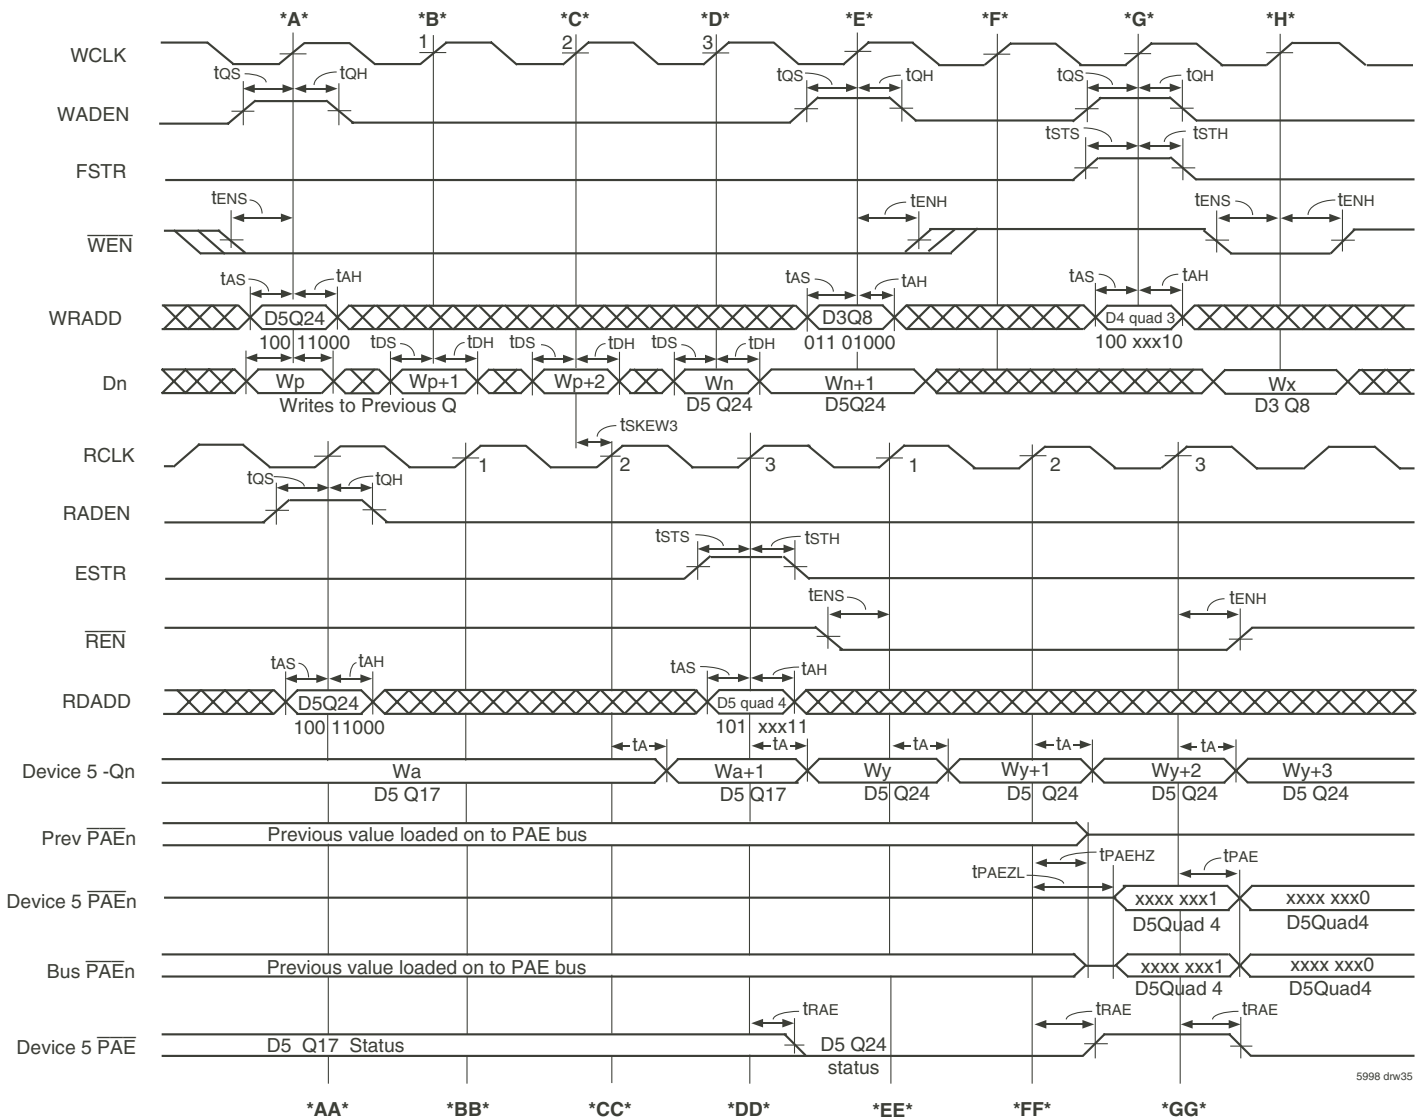 *A* *B* *C* *D* *E* *F* *G* *H*
WCLK 1 2 3
tQS tQH tQS tQH tQS tQH
WADEN
tSTS tSTH
FSTR
tENS tENH tENS tENH
WEN
tAS tAH tAS tAH tAS tAH
WRADD D5Q24 D3Q8 D4 quad 3
100 11000 011 01000 100 xxx10
tDS tDH tDS tDH tDS tDH
Dn Wp Wp+1 Wp+2 Wn Wn+1 Wx
Writes to Previous Q D5 Q24 D5Q24 D3 Q8
tSKEW3
RCLK 1 2 3 1 2 3
tQS tQH
RADEN
tSTS tSTH
ESTR
tENS tENH
REN
tAS tAH tAS tAH
RDADD D5Q24 D5 quad 4
100 11000 101 xxx11
tA tA tA tA tA
Device 5 -Qn Wa Wa+1 Wy Wy+1 Wy+2 Wy+3
D5 Q17 D5 Q17 D5 Q24 D5 Q24 D5 Q24 D5 Q24
Prev PAEn Previous value loaded on to PAE bus
tPAEHZ tPAE
tPAEZL
Device 5 PAEn xxxx xxx1 xxxx xxx0
D5Quad 4 D5Quad4
Bus PAEn Previous value loaded on to PAE bus xxxx xxx1 xxxx xxx0
D5Quad 4 D5Quad4
tRAE tRAE tRAE
Device 5 PAE D5 Q17 Status D5 Q24
status
5998 drw35
*AA* *BB* *CC* *DD* *EE* *FF* *GG*